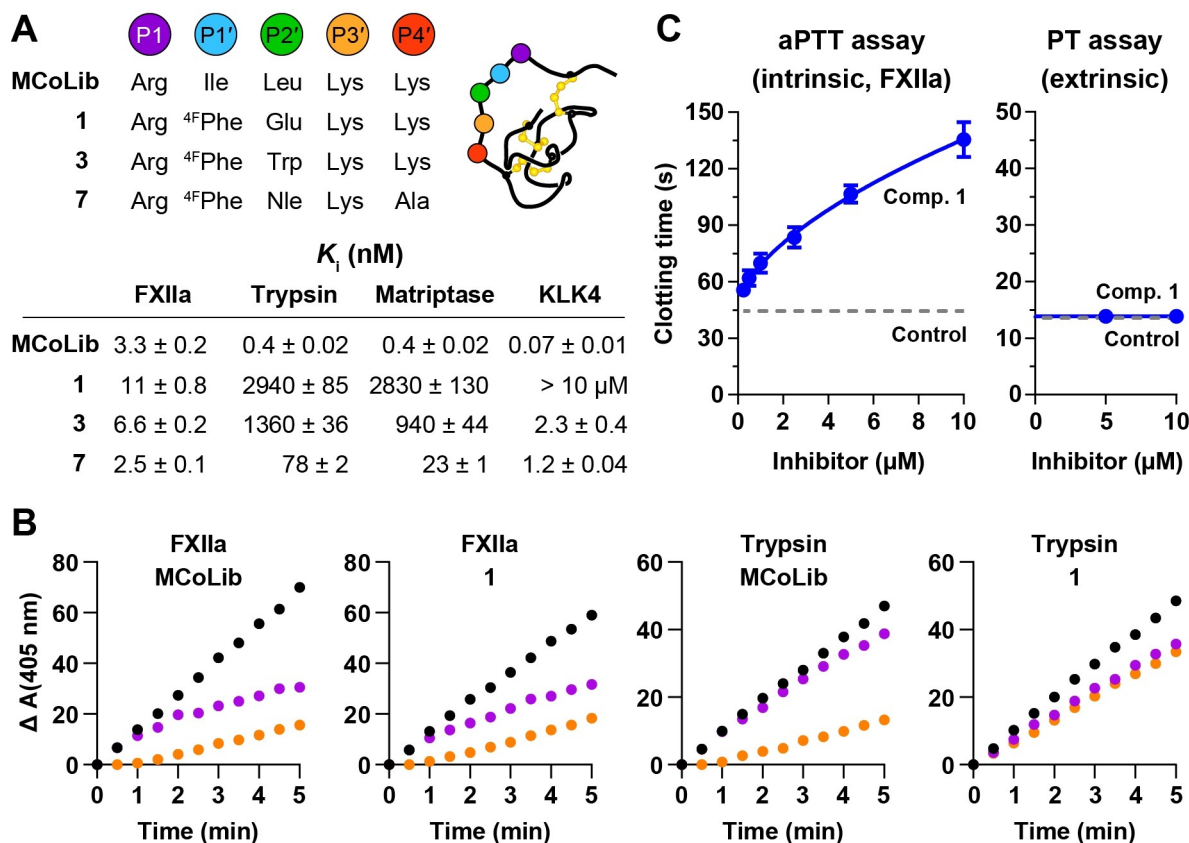 A
P1 P1′ P2′ P3′ P4′
MCoLib Arg Ile Leu Lys Lys
1 Arg ⁴ꟳPhe Glu Lys Lys
3 Arg ⁴ꟳPhe Trp Lys Lys
7 Arg ⁴ꟳPhe Nle Lys Ala
Ki (nM)
FXIIa Trypsin Matriptase KLK4
MCoLib 3.3 ± 0.2 0.4 ± 0.02 0.4 ± 0.02 0.07 ± 0.01
1 11 ± 0.8 2940 ± 85 2830 ± 130 > 10 µM
3 6.6 ± 0.2 1360 ± 36 940 ± 44 2.3 ± 0.4
7 2.5 ± 0.1 78 ± 2 23 ± 1 1.2 ± 0.04
C
aPTT assay
(intrinsic, FXIIa)
Clotting time (s)
150
120
90
60
30
0
Comp. 1
Control
0 2 4 6 8 10
Inhibitor (µM)
PT assay
(extrinsic)
50
40
30
20
10
0
Comp. 1
Control
0 5 10
Inhibitor (µM)
B
FXIIa
MCoLib
Δ A(405 nm)
80
60
40
20
0
0 1 2 3 4 5
Time (min)
FXIIa
1
80
60
40
20
0
0 1 2 3 4 5
Time (min)
Trypsin
MCoLib
60
40
20
0
0 1 2 3 4 5
Time (min)
Trypsin
1
60
40
20
0
0 1 2 3 4 5
Time (min)